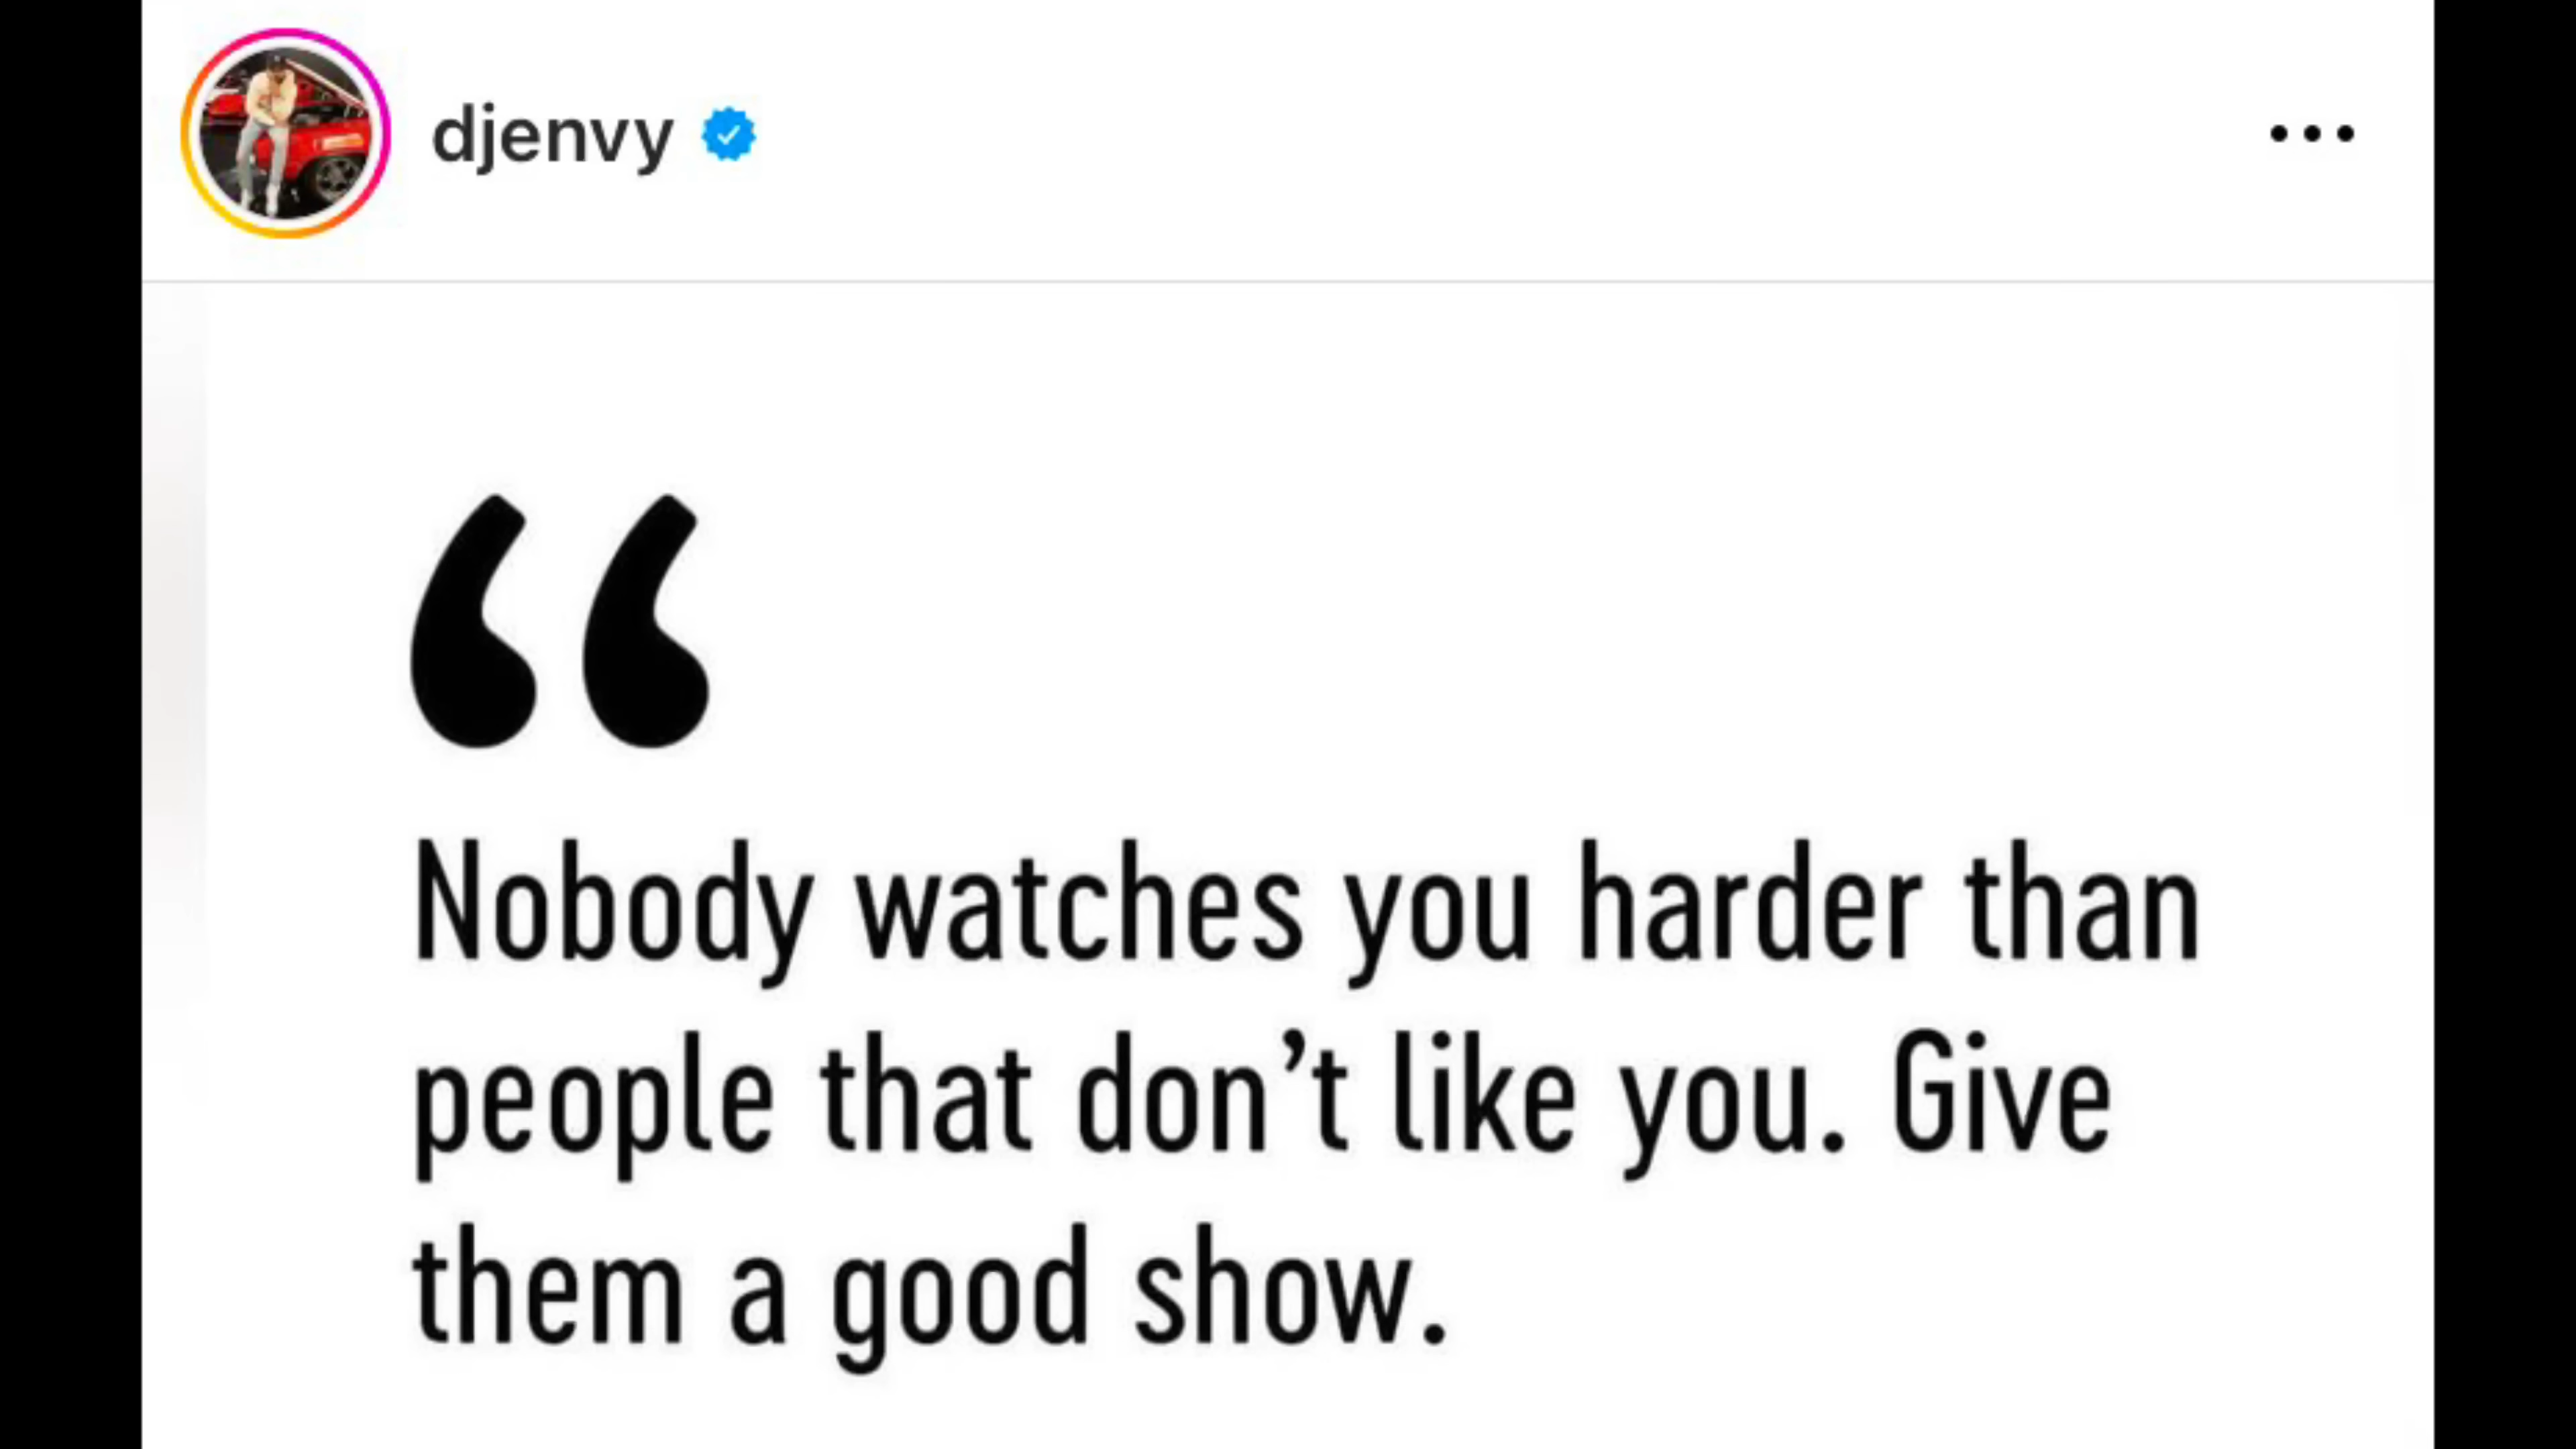 djenvy
“
Nobody watches you harder than
people that don’t like you. Give
them a good show.